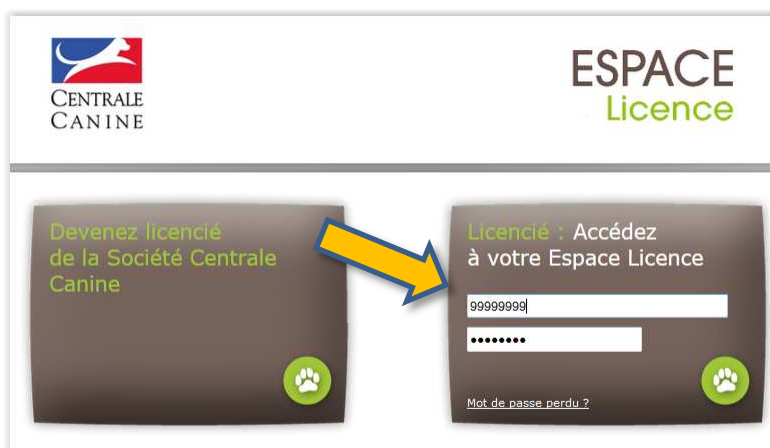 CENTRALE
CANINE
ESPACE
Licence
Devenez licencié
de la Société Centrale
Canine
Licencié : Accédez
à votre Espace Licence
99999999
••••••••
Mot de passe perdu ?